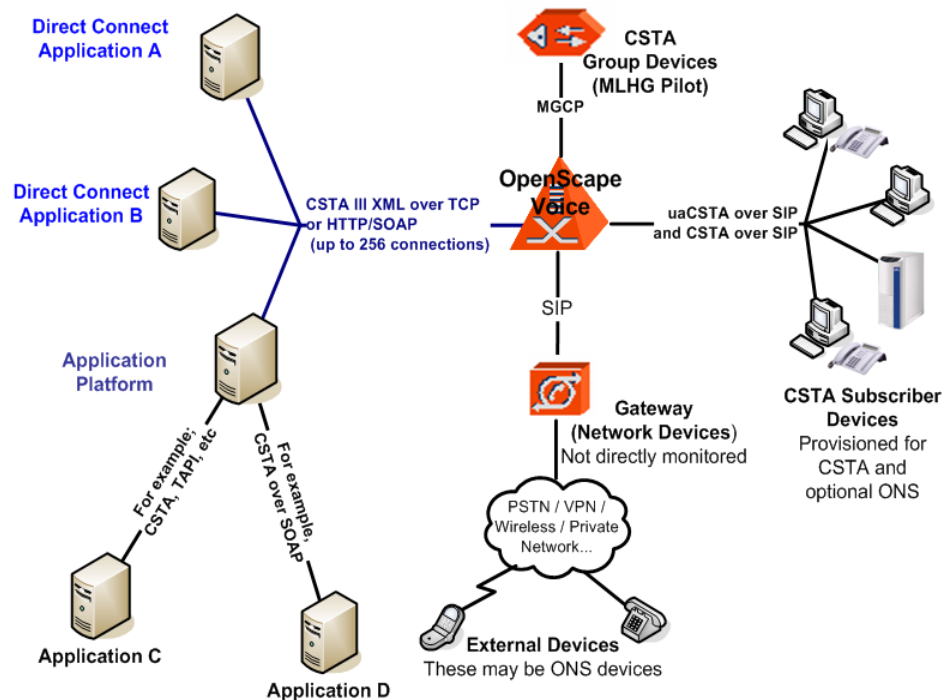 Direct Connect
Application A
CSTA
Group Devices
(MLHG Pilot)
MGCP
Direct Connect
Application B
CSTA III XML over TCP
or HTTP/SOAP
(up to 256 connections)
OpenScape
Voice
uaCSTA over SIP
and CSTA over SIP
SIP
Application
Platform
Gateway
(Network Devices)
Not directly monitored
CSTA Subscriber
Devices
Provisioned for
CSTA and
optional ONS
For example;
CSTA, TAPI, etc
For example,
CSTA over SOAP
PSTN / VPN /
Wireless / Private
Network...
External Devices
These may be ONS devices
Application C
Application D